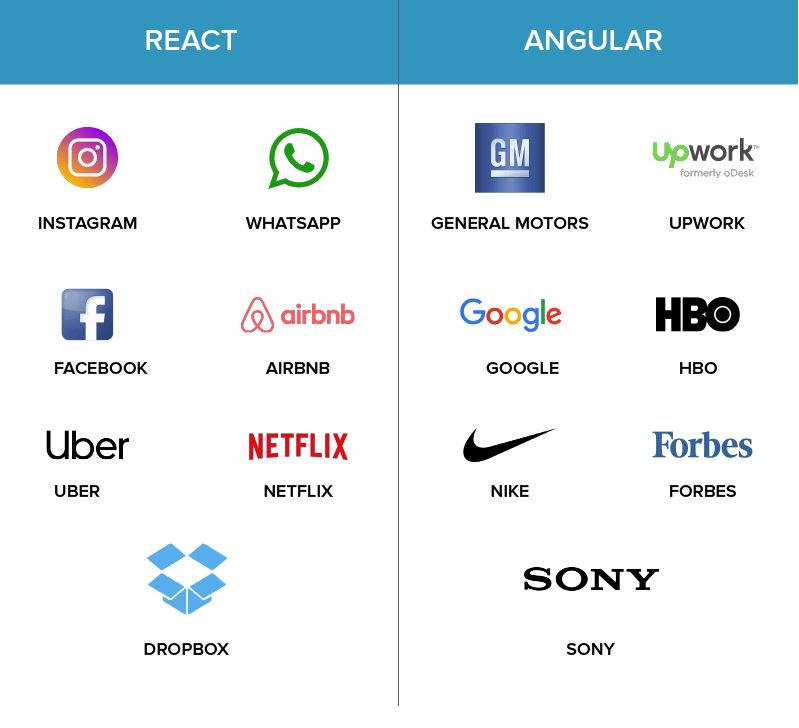 REACT
ANGULAR
INSTAGRAM
WHATSAPP
GM
upwork™
formerly oDesk
GENERAL MOTORS
UPWORK
f
airbnb
Google
HBO
FACEBOOK
AIRBNB
GOOGLE
HBO
Uber
NETFLIX
Forbes
UBER
NETFLIX
NIKE
FORBES
SONY
DROPBOX
SONY